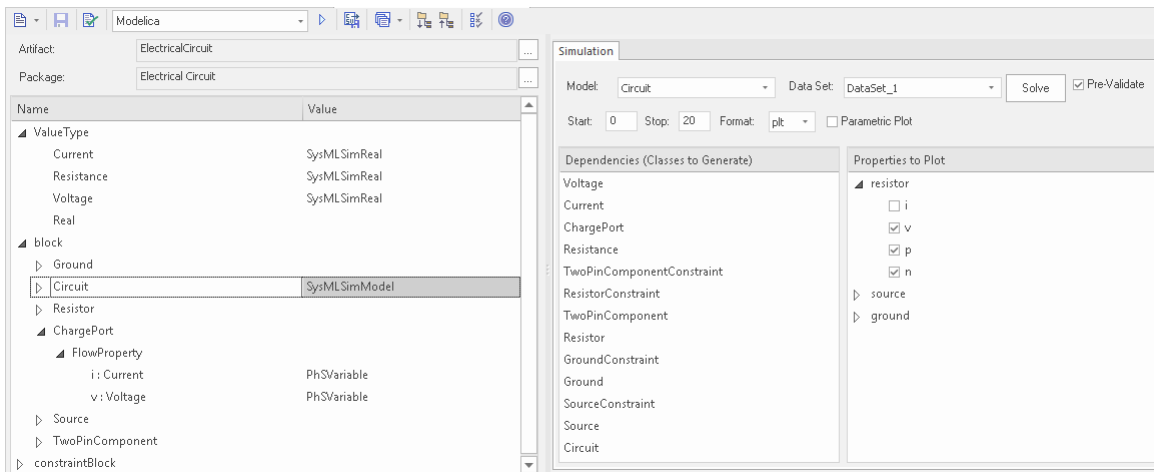 Modelica
Artifact: ElectricalCircuit ...
Package: Electrical Circuit ...
Name Value
ValueType
Current SysMLSimReal
Resistance SysMLSimReal
Voltage SysMLSimReal
Real
block
Ground
Circuit SysMLSimModel
Resistor
ChargePort
FlowProperty
i : Current PhSVariable
v : Voltage PhSVariable
Source
TwoPinComponent
constraintBlock
Simulation
Model: Circuit Data Set: DataSet_1 Solve Pre-Validate
Start: 0 Stop: 20 Format: plt Parametric Plot
Dependencies (Classes to Generate)
Voltage
Current
ChargePort
Resistance
TwoPinComponentConstraint
ResistorConstraint
TwoPinComponent
Resistor
GroundConstraint
Ground
SourceConstraint
Source
Circuit
Properties to Plot
resistor
i
v
p
n
source
ground